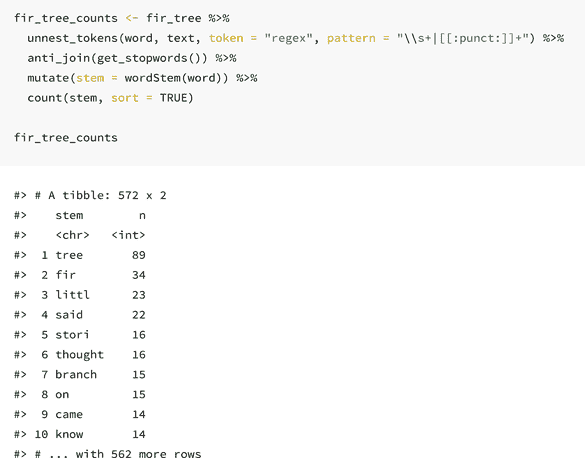 fir_tree_counts <- fir_tree %>%
  unnest_tokens(word, text, token = "regex", pattern = "\\s+|[[:punct:]]+") %>%
  anti_join(get_stopwords()) %>%
  mutate(stem = wordStem(word)) %>%
  count(stem, sort = TRUE)

fir_tree_counts

#> # A tibble: 572 x 2
#>    stem        n
#>    <chr>   <int>
#>  1 tree       89
#>  2 fir        34
#>  3 littl      23
#>  4 said       22
#>  5 stori      16
#>  6 thought    16
#>  7 branch     15
#>  8 on         15
#>  9 came       14
#> 10 know       14
#> # ... with 562 more rows